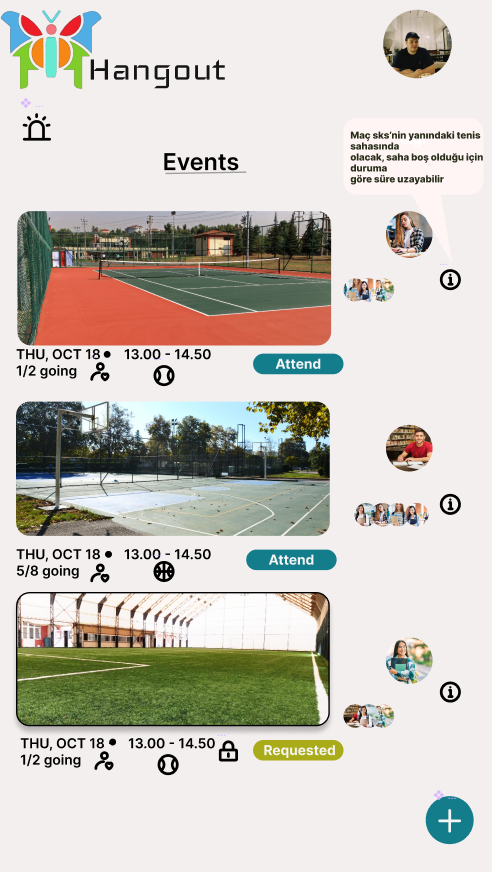 Hangout
Events
Maç sks'nin yanındaki tenis
sahasında
olacak, saha boş olduğu için
duruma
göre süre uzayabilir
THU, OCT 18 • 13.00 - 14.50
1/2 going
Attend
THU, OCT 18 • 13.00 - 14.50
5/8 going
Attend
THU, OCT 18 • 13.00 - 14.50
1/2 going
Requested